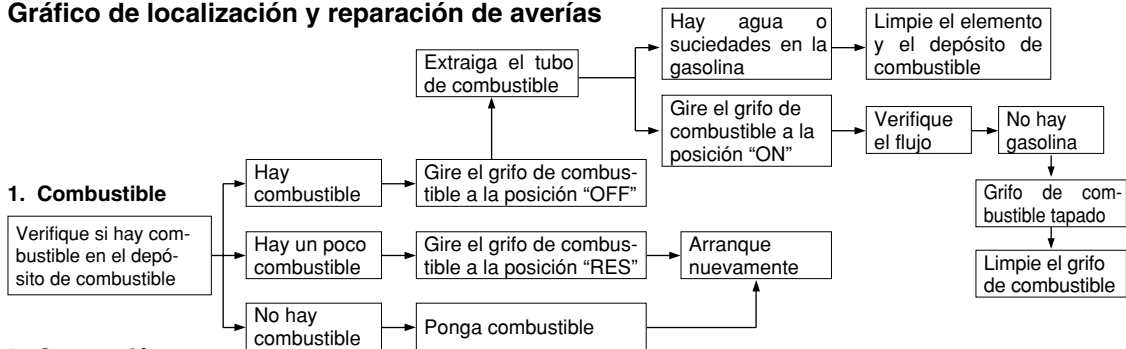 Gráfico de localización y reparación de averías
Hay agua o
suciedades en la
gasolina
Limpie el elemento
y el depósito de
combustible
Extraiga el tubo
de combustible
Gire el grifo de
combustible a la
posición “ON”
Verifique
el flujo
No hay
gasolina
Hay
combustible
Gire el grifo de combus-
tible a la posición “OFF”
1. Combustible
Grifo de com-
bustible tapado
Verifique si hay com-
bustible en el depó-
sito de combustible
Hay un poco
combustible
Gire el grifo de combus-
tible a la posición “RES”
Arranque
nuevamente
Limpie el grifo
de combustible
No hay
combustible
Ponga combustible